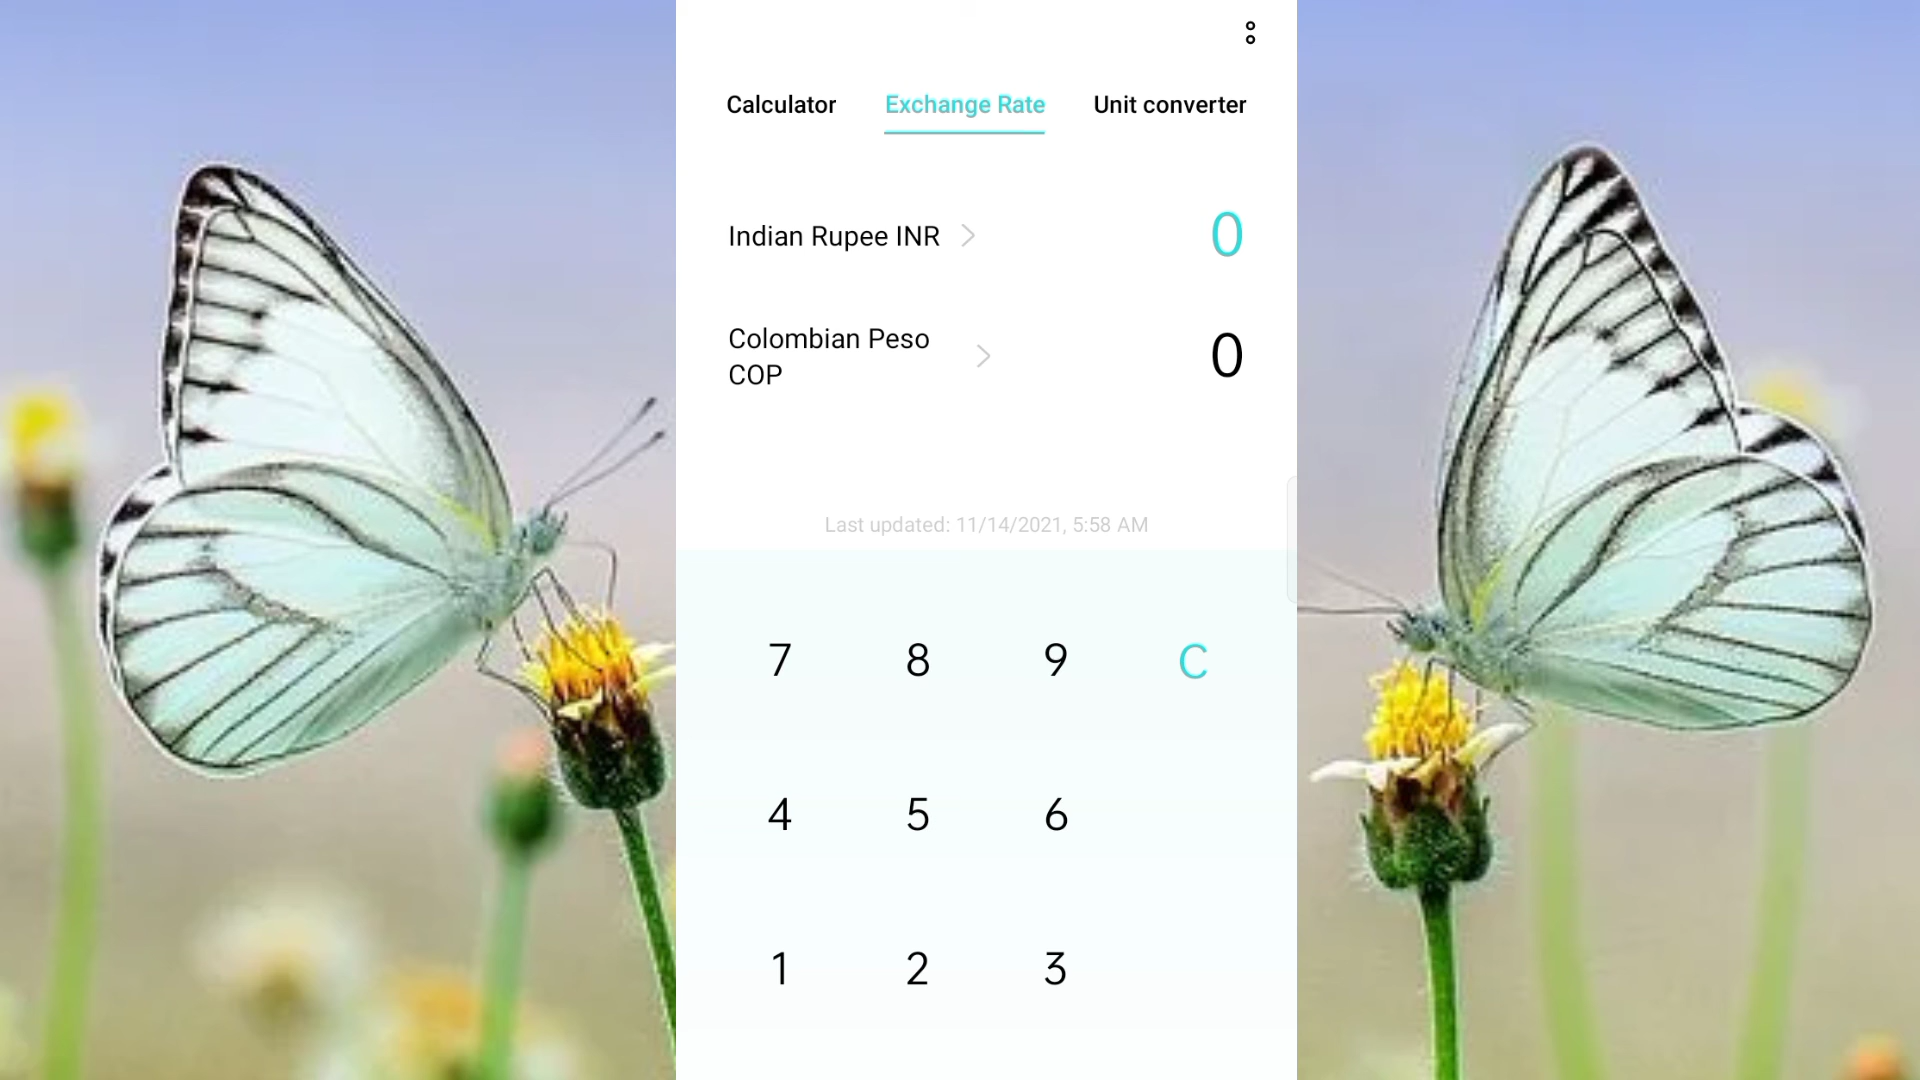 Calculator Exchange Rate Unit converter
Indian Rupee INR 0
Colombian Peso
COP 0
Last updated: 11/14/2021, 5:58 AM
7 8 9 C
4 5 6
1 2 3